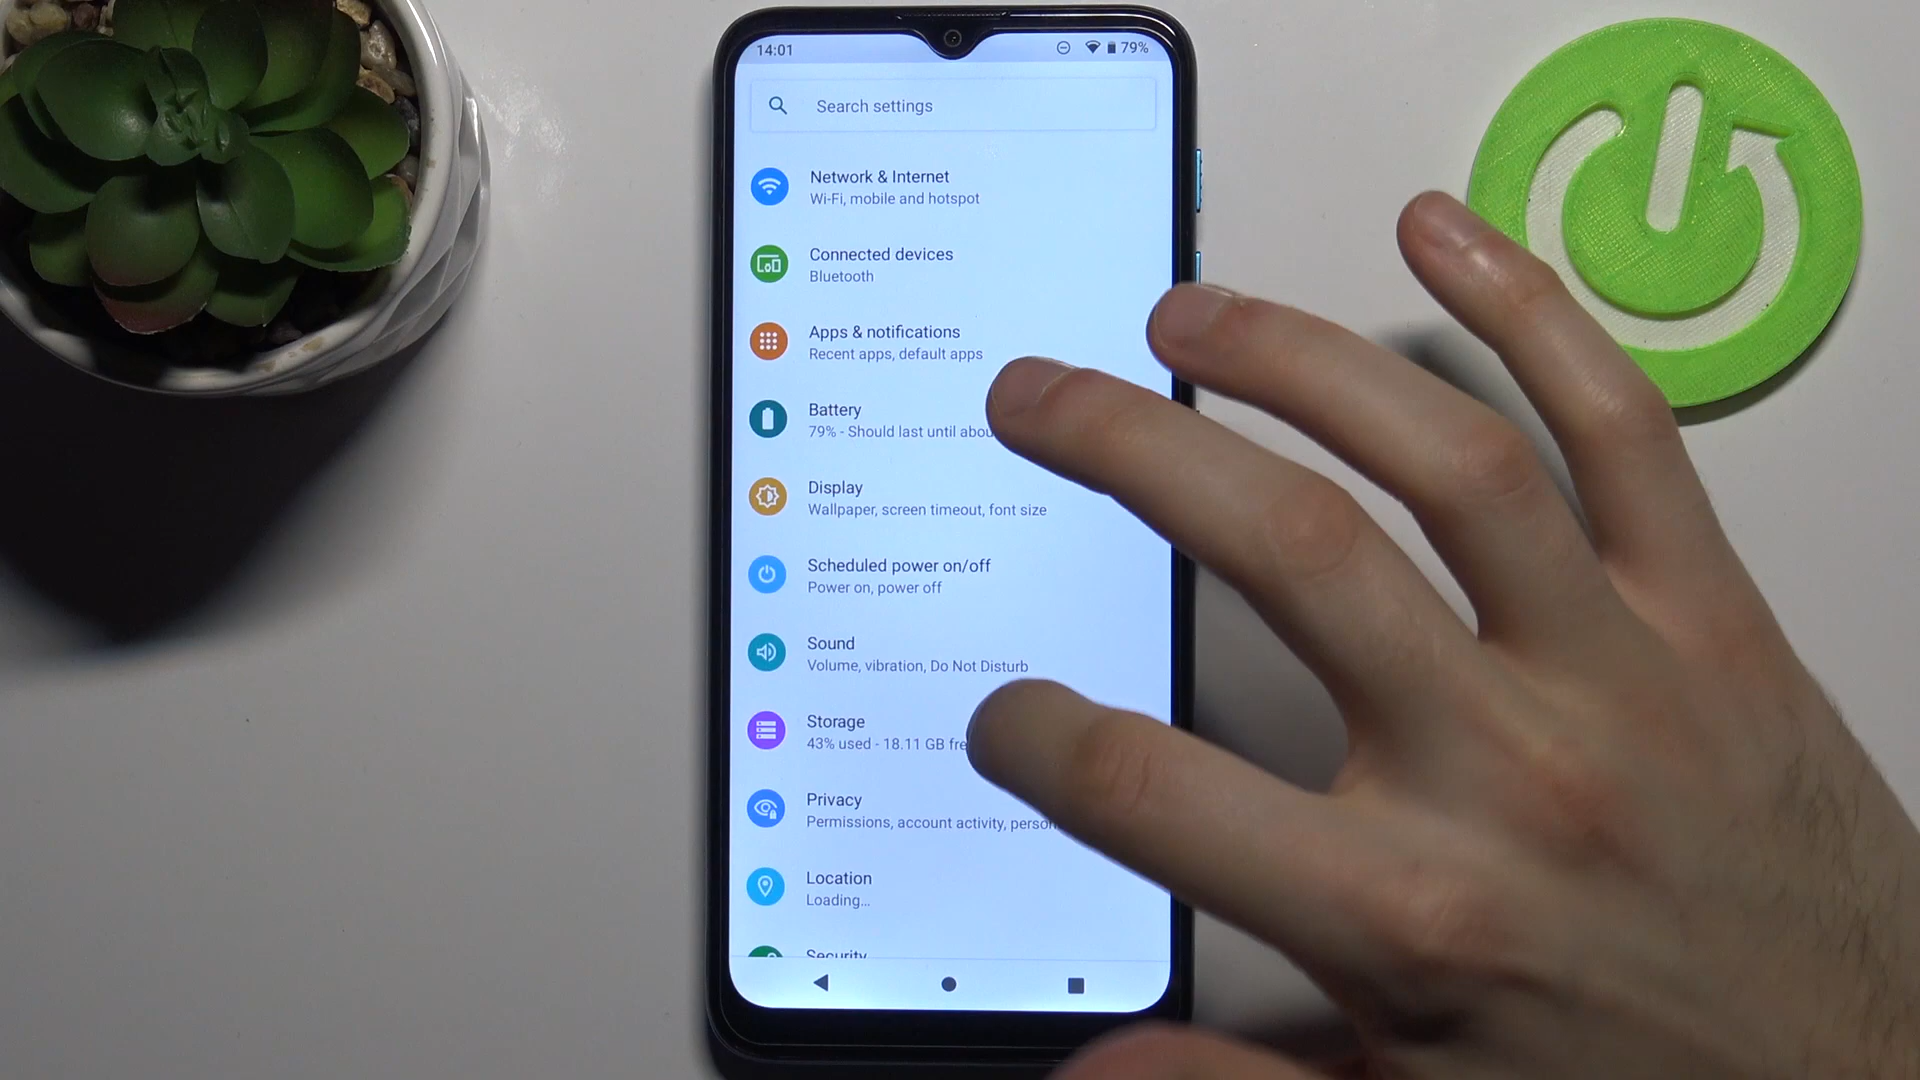 14:01
79%
Search settings
Network & Internet
Wi-Fi, mobile and hotspot
Connected devices
Bluetooth
Apps & notifications
Recent apps, default apps
Battery
79% - Should last until abou
Display
Wallpaper, screen timeout, font size
Scheduled power on/off
Power on, power off
Sound
Volume, vibration, Do Not Disturb
Storage
43% used - 18.11 GB fre
Privacy
Permissions, account activity, person
Location
Loading...
Security